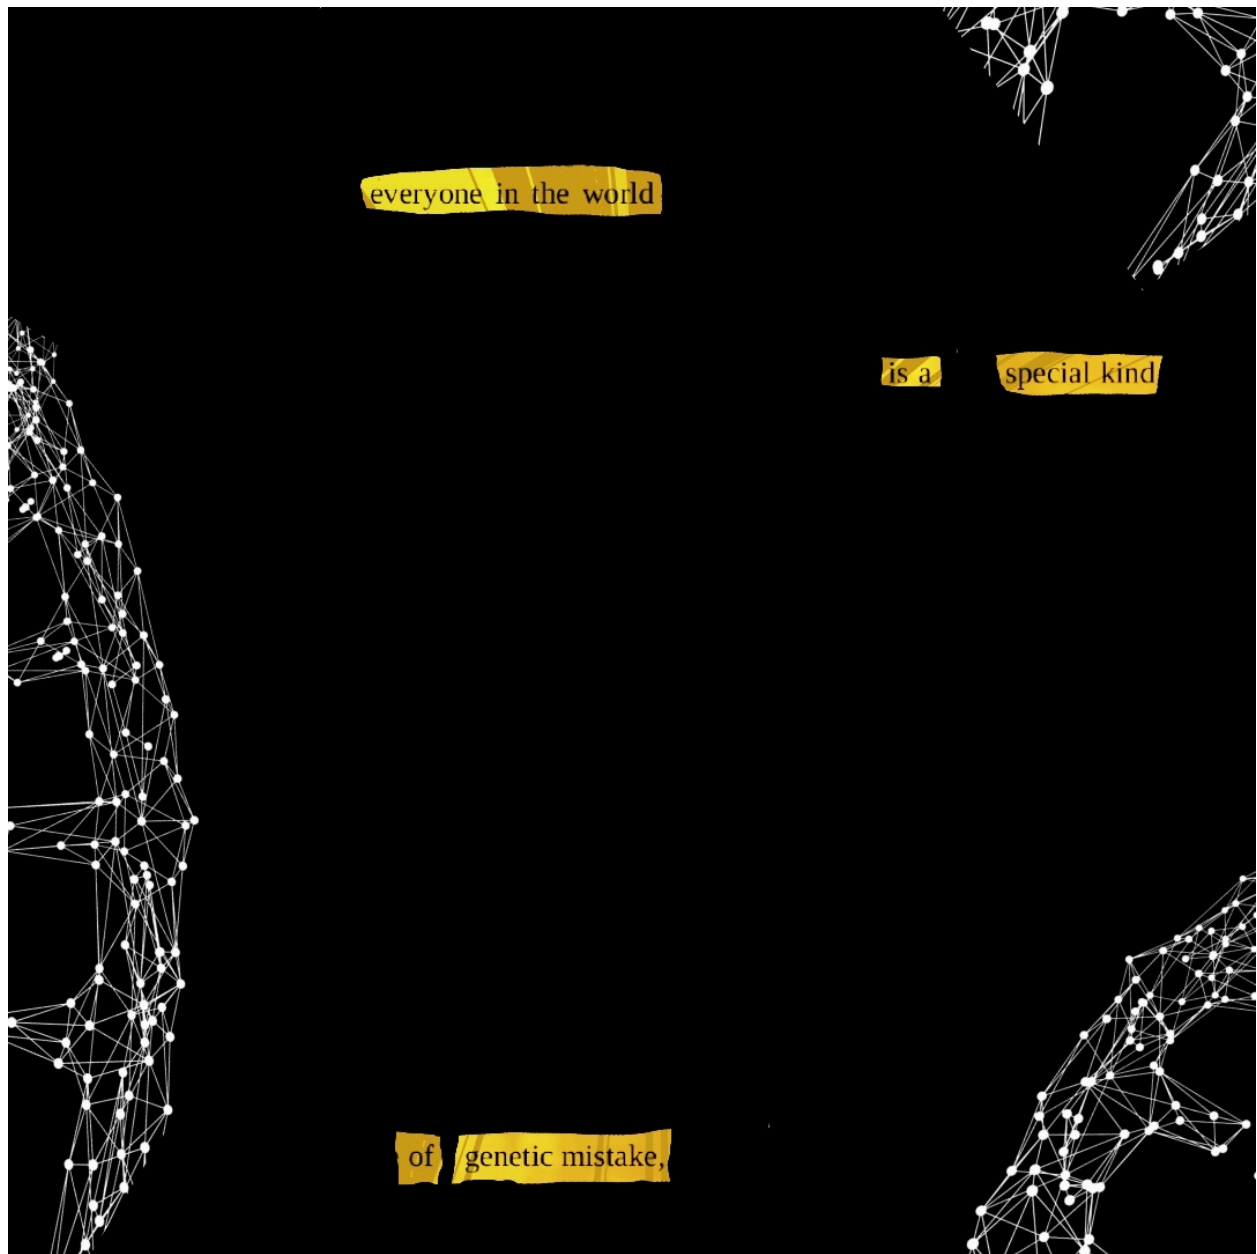 everyone in the world
is a special kind
of genetic mistake,